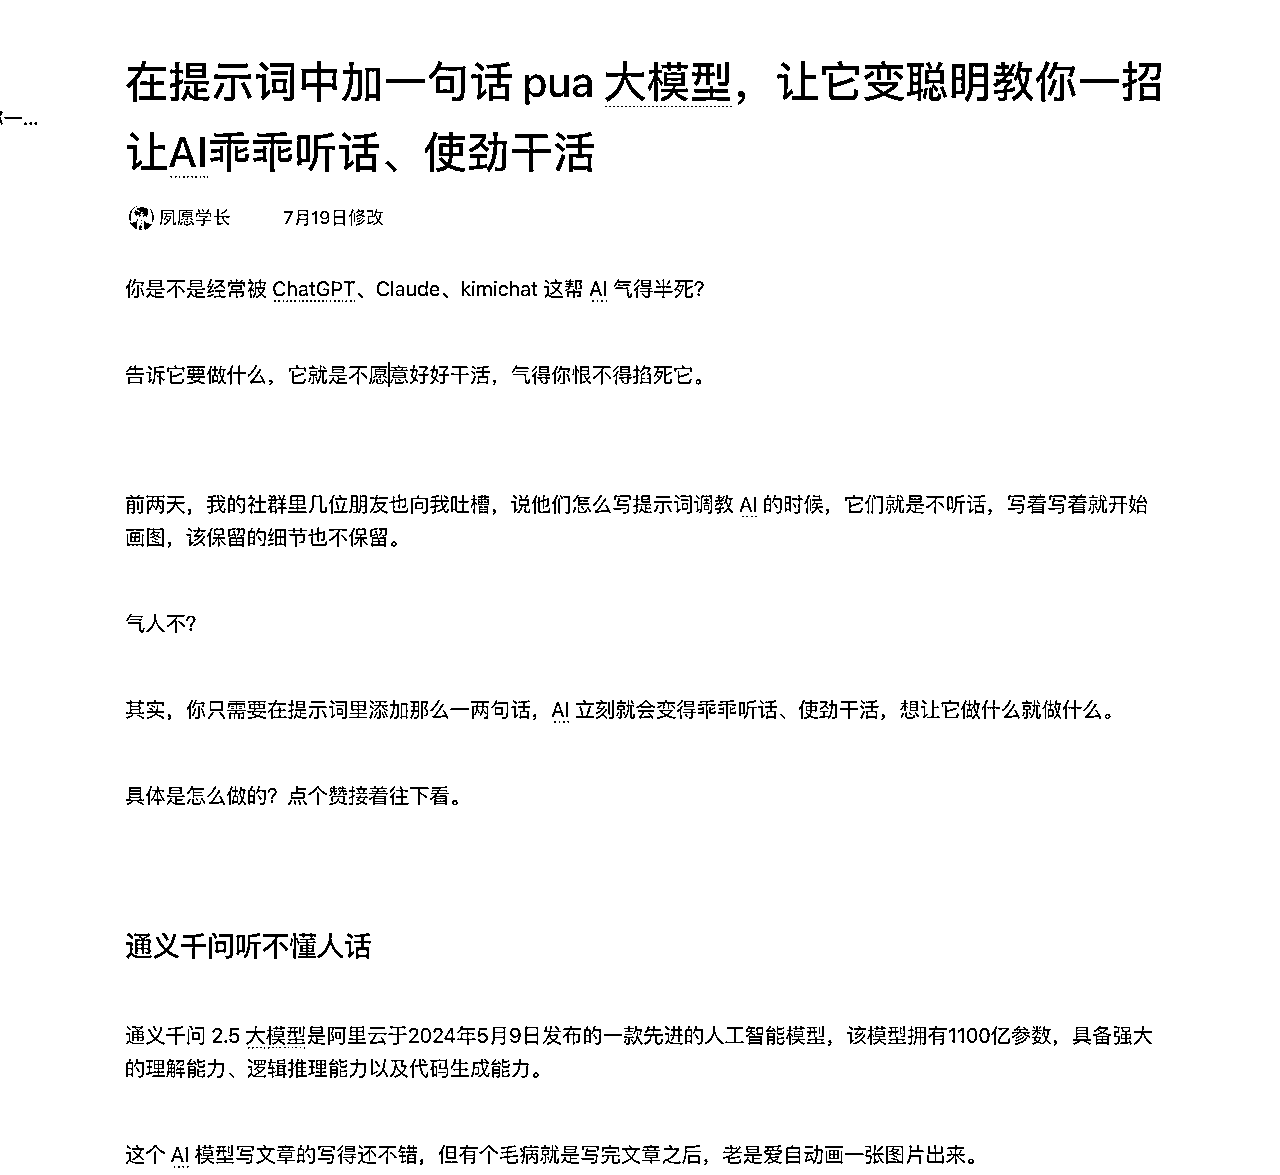 在提示词中加一句话 pua 大模型，让它变聪明教你一招
让AI乖乖听话、使劲干活
一...
夙愿学长 7月19日修改
你是不是经常被 ChatGPT、Claude、kimichat 这帮 AI 气得半死？
告诉它要做什么，它就是不愿意好好干活，气得你恨不得掐死它。
前两天，我的社群里几位朋友也向我吐槽，说他们怎么写提示词调教 AI 的时候，它们就是不听话，写着写着就开始
画图，该保留的细节也不保留。
气人不？
其实，你只需要在提示词里添加那么一两句话，AI 立刻就会变得乖乖听话、使劲干活，想让它做什么就做什么。
具体是怎么做的？点个赞接着往下看。
通义千问听不懂人话
通义千问 2.5 大模型是阿里云于2024年5月9日发布的一款先进的人工智能模型，该模型拥有1100亿参数，具备强大
的理解能力、逻辑推理能力以及代码生成能力。
这个 AI 模型写文章的写得还不错，但有个毛病就是写完文章之后，老是爱自动画一张图片出来。